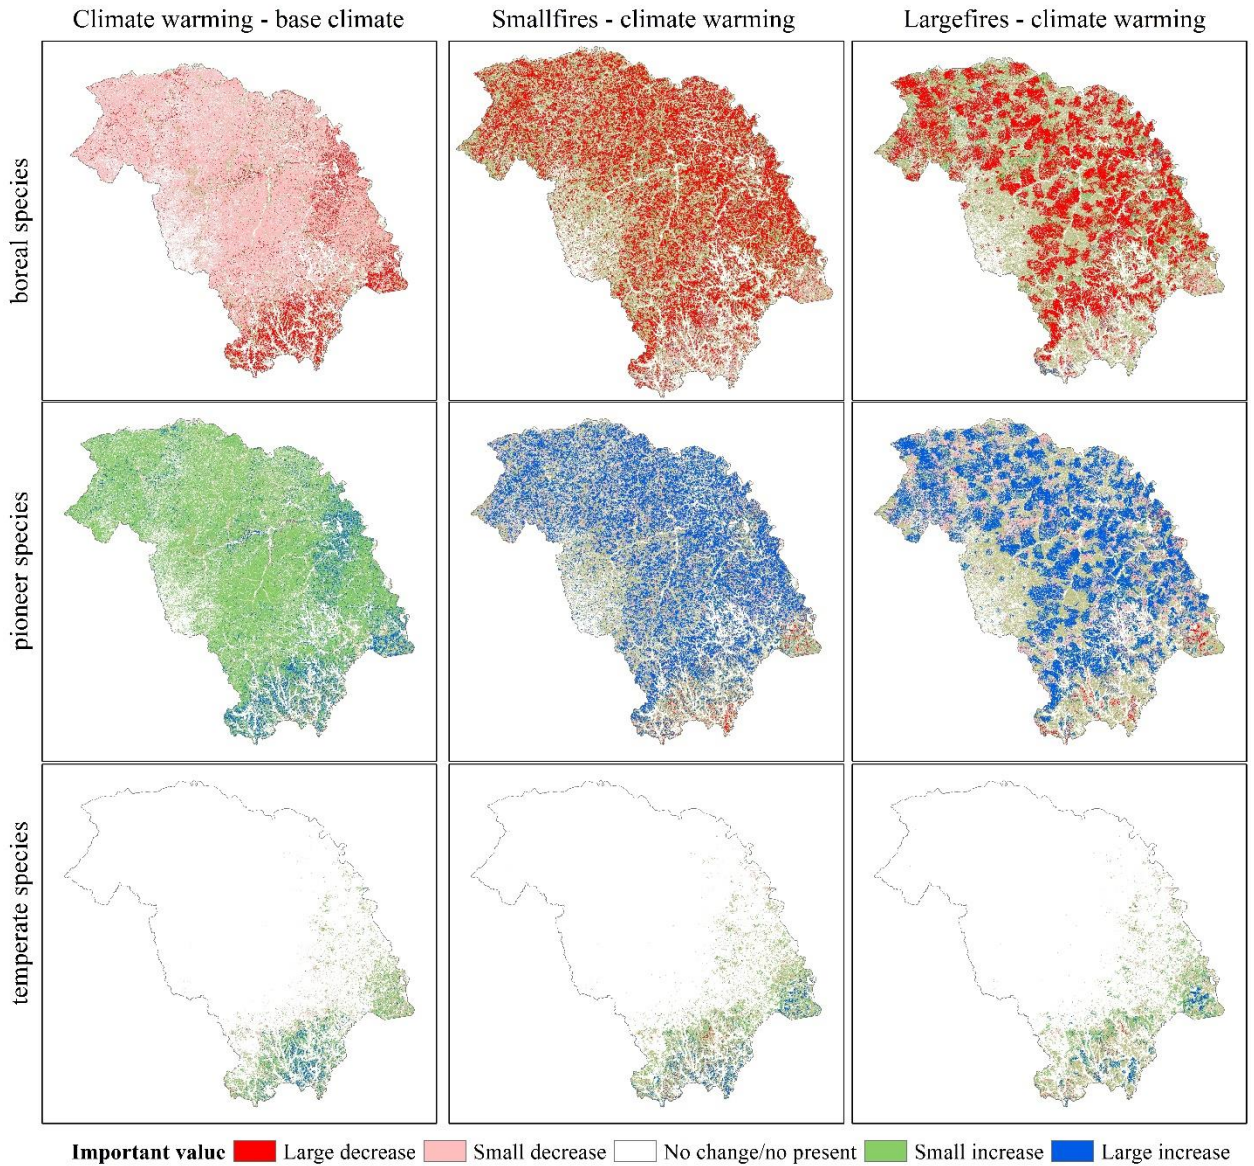 Climate warming - base climate
Smallfires - climate warming
Largefires - climate warming
boreal species
pioneer species
temperate species
Important value Large decrease Small decrease No change/no present Small increase Large increase